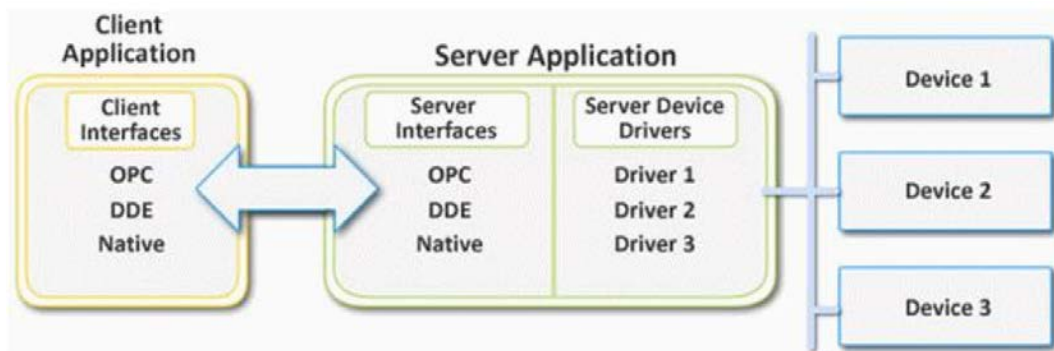 Client
Application
Client
Interfaces
OPC
DDE
Native
Server Application
Server
Interfaces
OPC
DDE
Native
Server Device
Drivers
Driver 1
Driver 2
Driver 3
Device 1
Device 2
Device 3